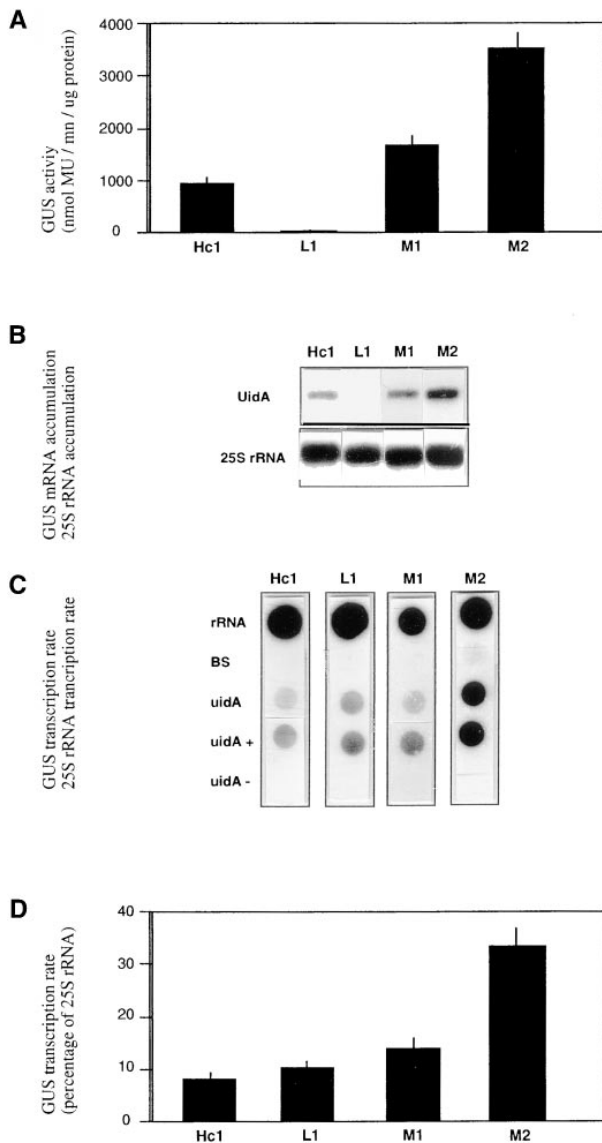 A
GUS activiy
(nmol MU / mn / ug protein)
4000
3000
2000
1000
0
Hc1 L1 M1 M2
B
GUS mRNA accumulation
25S rRNA accumulation
Hc1 L1 M1 M2
UidA
25S rRNA
C
GUS transcription rate
25S rRNA trancription rate
Hc1 L1 M1 M2
rRNA
BS
uidA
uidA +
uidA -
D
GUS transcription rate
(percentage of 25S rRNA)
40
30
20
10
0
Hc1 L1 M1 M2